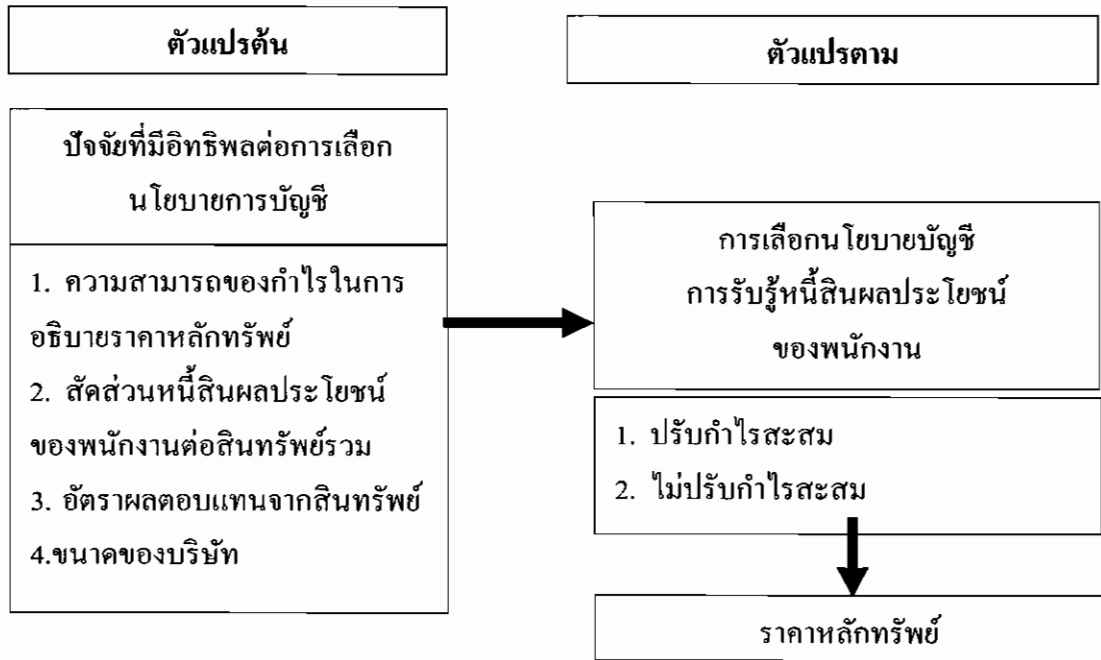 ตัวแปรต้น
ตัวแปรตาม
ปัจจัยที่มีอิทธิพลต่อการเลือก
นโยบายการบัญชี
1. ความสามารถของกำไรในการ
อธิบายราคาหลักทรัพย์
2. สัดส่วนหนี้สินผลประโยชน์
ของพนักงานต่อสินทรัพย์รวม
3. อัตราผลตอบแทนจากสินทรัพย์
4.ขนาดของบริษัท
การเลือกนโยบายบัญชี
การรับรู้หนี้สินผลประโยชน์
ของพนักงาน
1. ปรับกำไรสะสม
2. ไม่ปรับกำไรสะสม
ราคาหลักทรัพย์